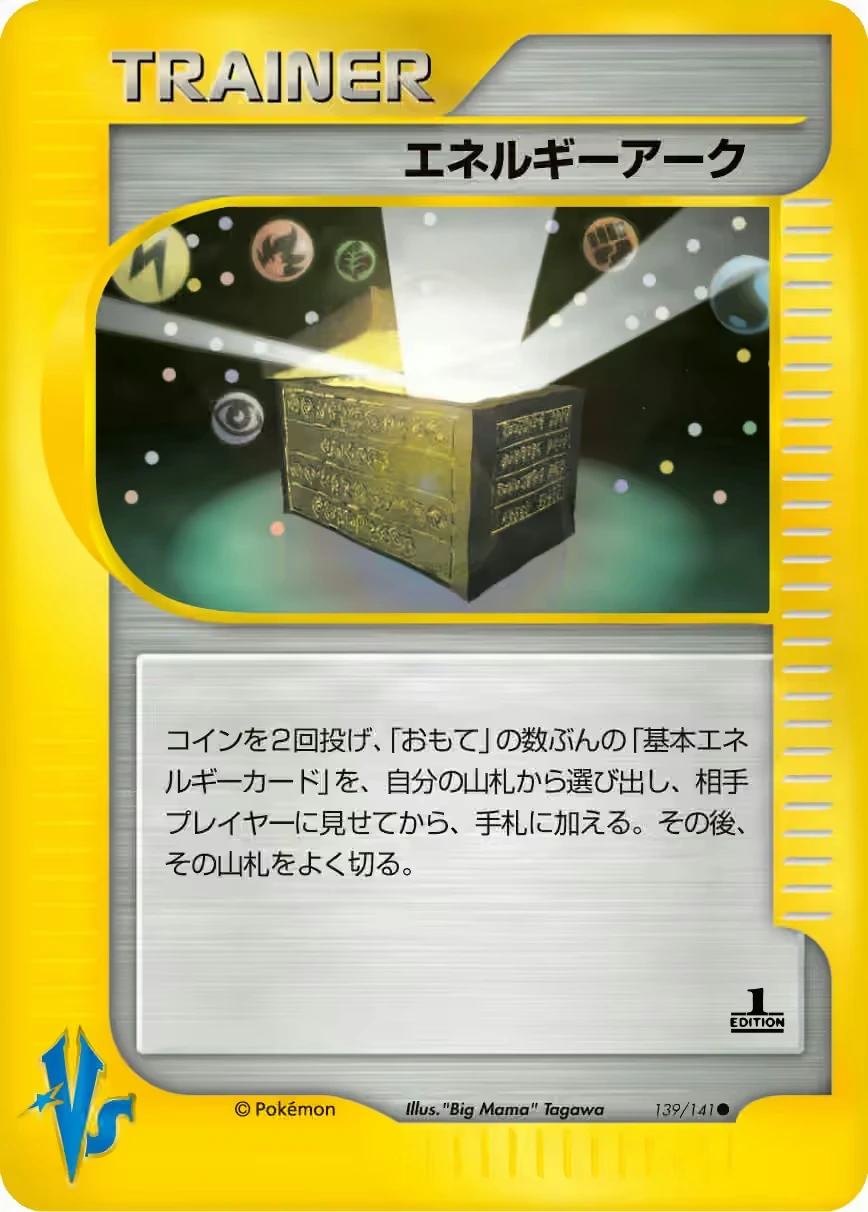 TRAINER
エネルギーアーク
コインを2回投げ、「おもて」の数ぶんの「基本エネ
ルギーカード」を、自分の山札から選び出し、相手
プレイヤーに見せてから、手札に加える。その後、
その山札をよく切る。
1
EDITION
VS
© Pokémon
Illus."Big Mama" Tagawa
139/141●